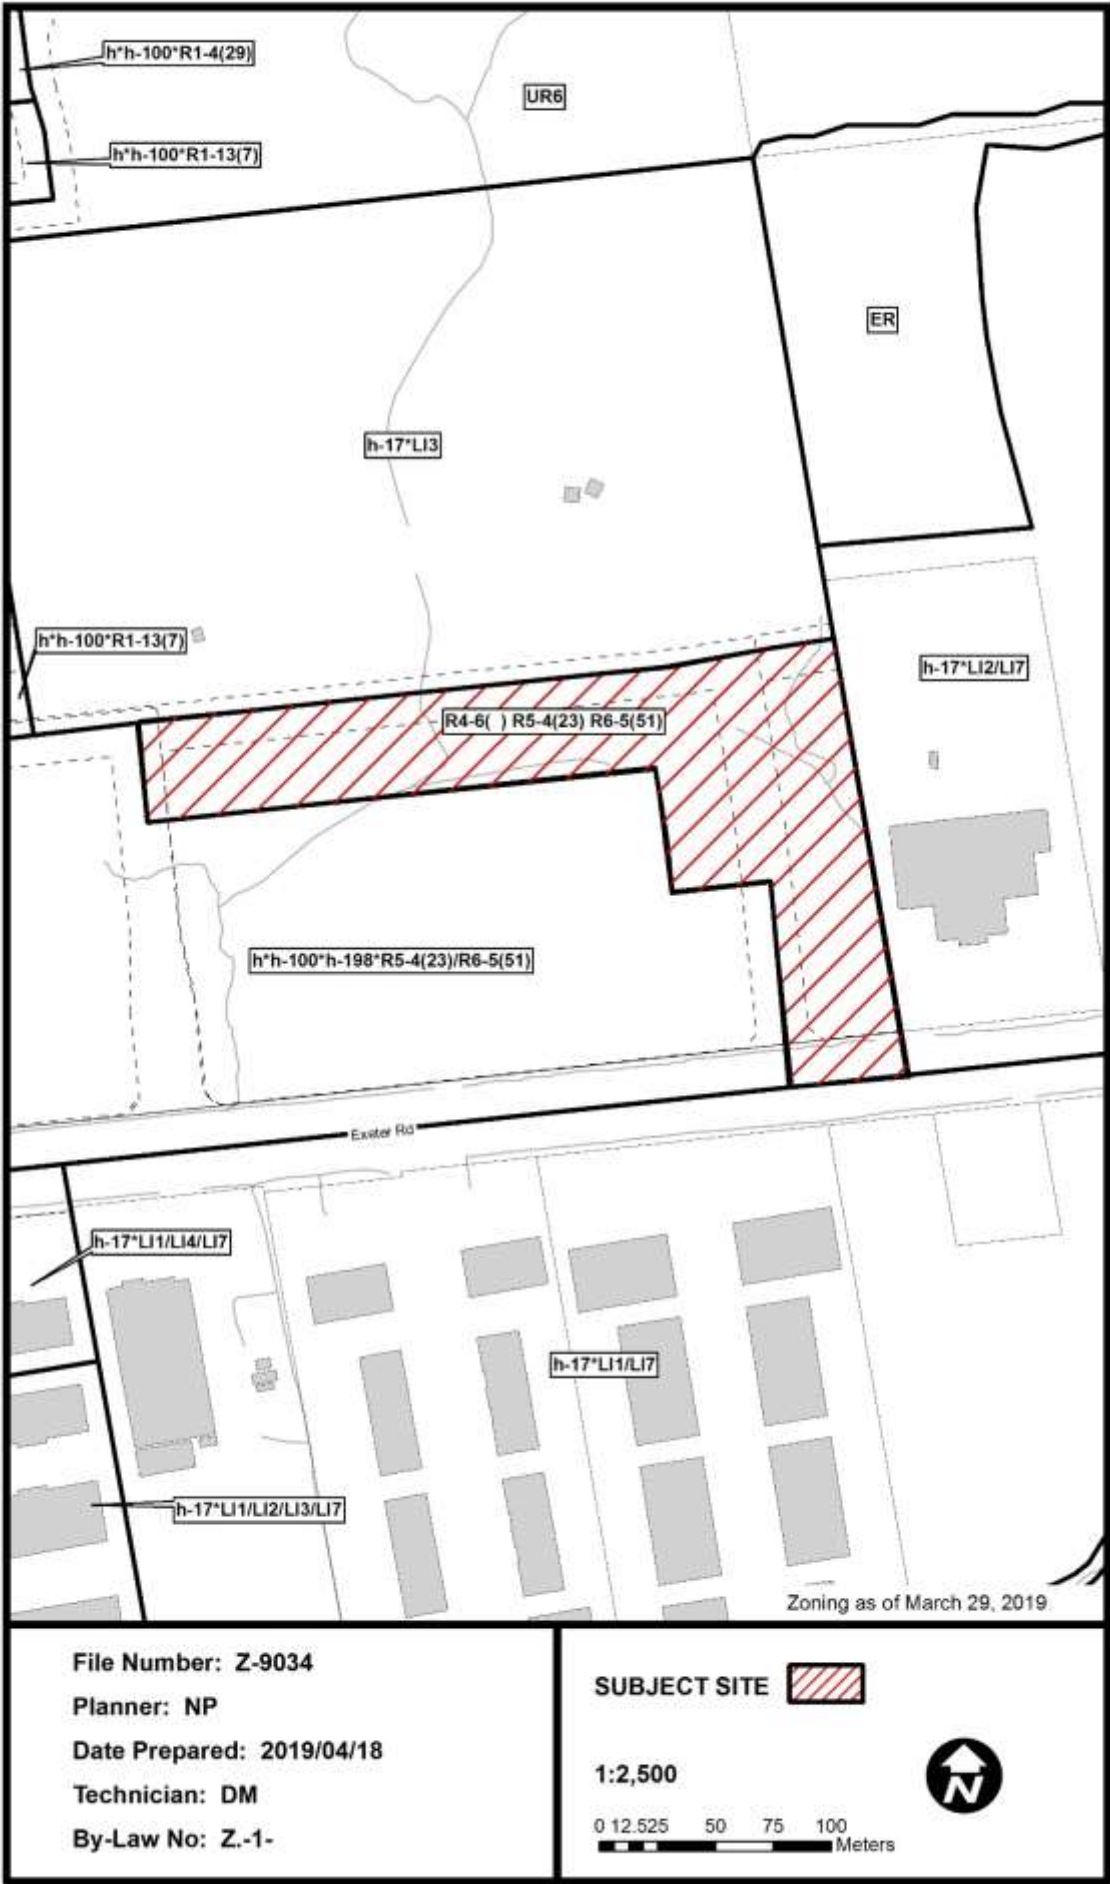 h*h-100*R1-4(29)
UR6
h*h-100*R1-13(7)
ER
h-17*LI3
h*h-100*R1-13(7)
h-17*LI2/LI7
R4-6( ) R5-4(23) R6-5(51)
h*h-100*h-198*R5-4(23)/R6-5(51)
Exeter Rd
h-17*LI1/LI4/LI7
h-17*LI1/LI7
h-17*LI1/LI2/LI3/LI7
Zoning as of March 29, 2019
File Number: Z-9034
Planner: NP
Date Prepared: 2019/04/18
Technician: DM
By-Law No: Z.-1-
SUBJECT SITE
1:2,500
N
0 12.525 50 75 100
Meters